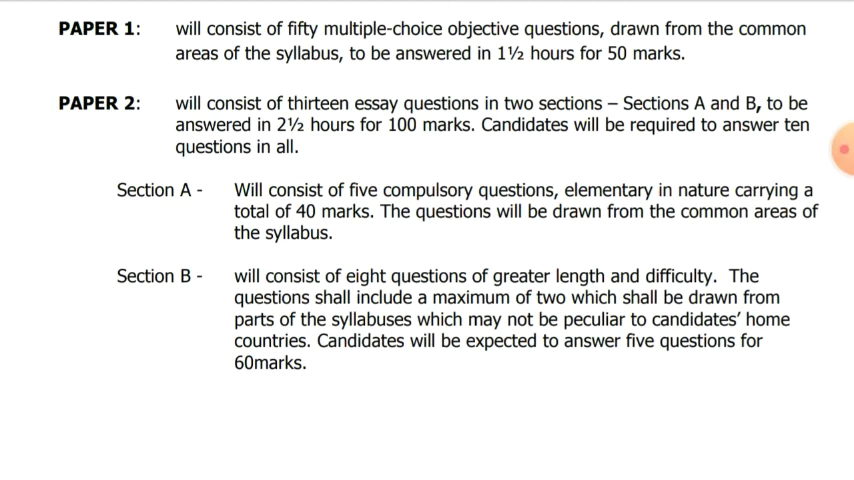 PAPER 1: will consist of fifty multiple-choice objective questions, drawn from the common
areas of the syllabus, to be answered in 1½ hours for 50 marks.
PAPER 2: will consist of thirteen essay questions in two sections – Sections A and B, to be
answered in 2½ hours for 100 marks. Candidates will be required to answer ten
questions in all.
Section A - Will consist of five compulsory questions, elementary in nature carrying a
total of 40 marks. The questions will be drawn from the common areas of
the syllabus.
Section B - will consist of eight questions of greater length and difficulty. The
questions shall include a maximum of two which shall be drawn from
parts of the syllabuses which may not be peculiar to candidates’ home
countries. Candidates will be expected to answer five questions for
60marks.